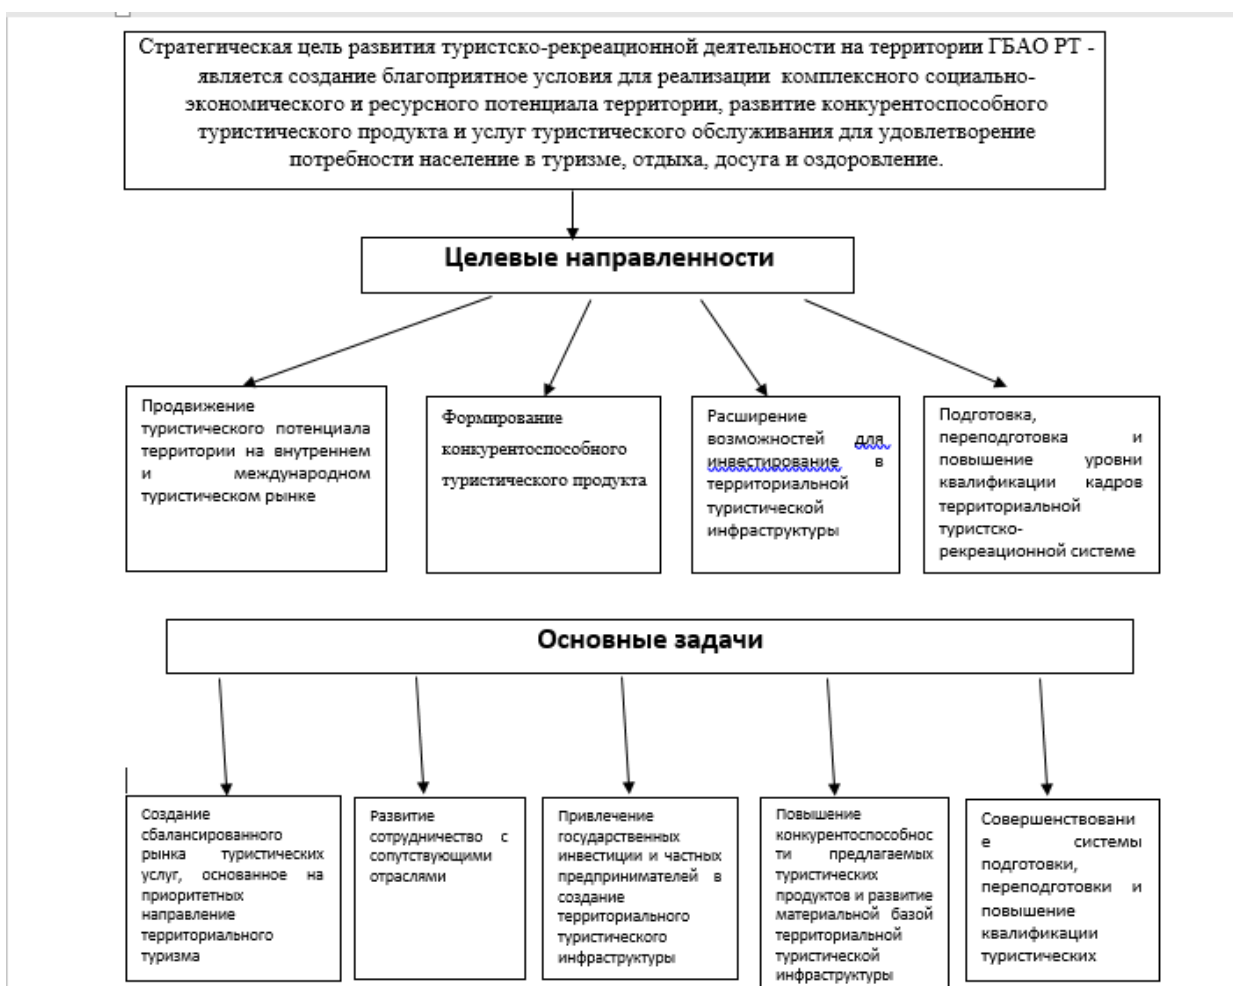 Стратегическая цель развития туристско-рекреационной деятельности на территории ГБАО РТ -
является создание благоприятное условия для реализации комплексного социально-
экономического и ресурсного потенциала территории, развитие конкурентоспособного
туристического продукта и услуг туристического обслуживания для удовлетворение
потребности население в туризме, отдыха, досуга и оздоровление.
Целевые направленности
Продвижение
туристического потенциала
территории на внутреннем
и международном
туристическом рынке
Формирование
конкурентоспособного
туристического продукта
Расширение
возможностей для
инвестирование в
территориальной
туристической
инфраструктуры
Подготовка,
переподготовка и
повышение уровни
квалификации кадров
территориальной
туристско-
рекреационной системе
Основные задачи
Создание
сбалансированного
рынка туристических
услуг, основанное на
приоритетных
направление
территориального
туризма
Развитие
сотрудничество с
сопутствующими
отраслями
Привлечение
государственных
инвестиции и частных
предпринимателей в
создание
территориального
туристического
инфраструктуры
Повышение
конкурентоспособнос
ти предлагаемых
туристических
продуктов и развитие
материальной базой
территориальной
туристической
инфраструктуры
Совершенствовани
е системы
подготовки,
переподготовки и
повышение
квалификации
туристических